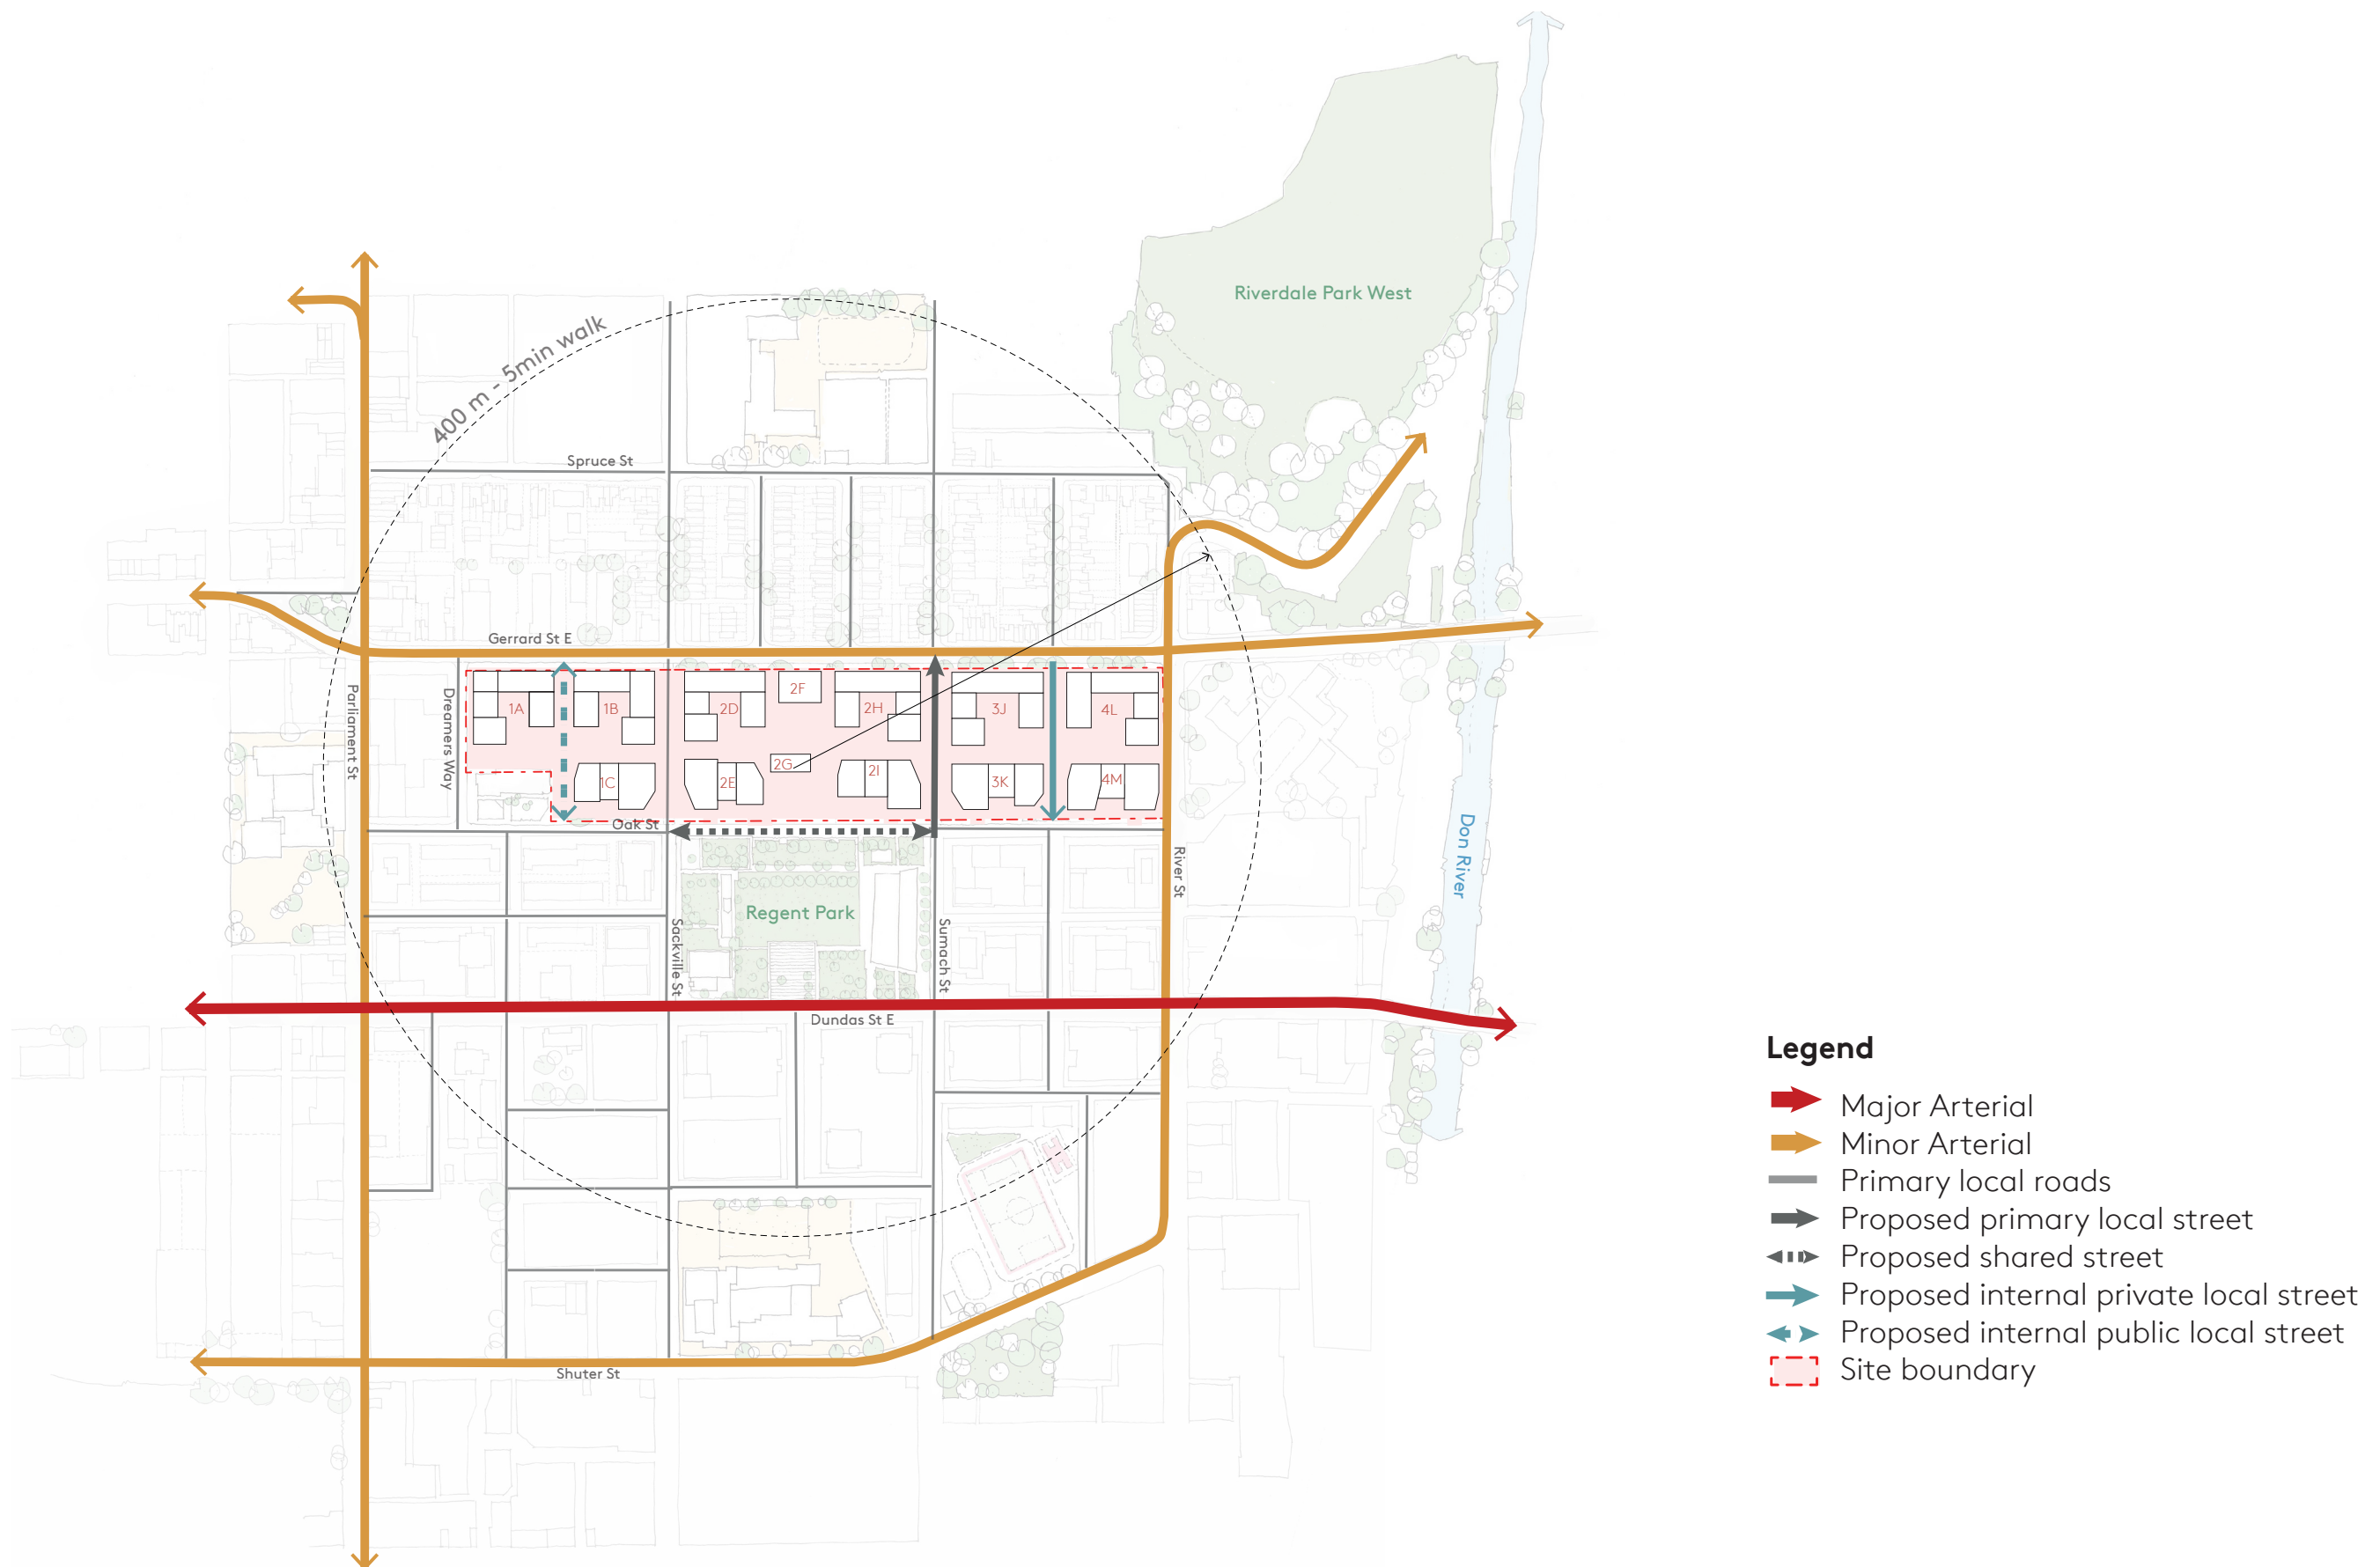 Riverdale Park West
400 m - 5min walk
Spruce St
Gerrard St E
Parliament St
Dreamers Way
1A
1B
2D
2F
2H
3J
4L
1C
2E
2G
2I
3K
4M
Oak St
Don River
River St
Regent Park
Sackville St
Sumach St
Dundas St E
Shuter St
Legend
Major Arterial
Minor Arterial
Primary local roads
Proposed primary local street
Proposed shared street
Proposed internal private local street
Proposed internal public local street
Site boundary